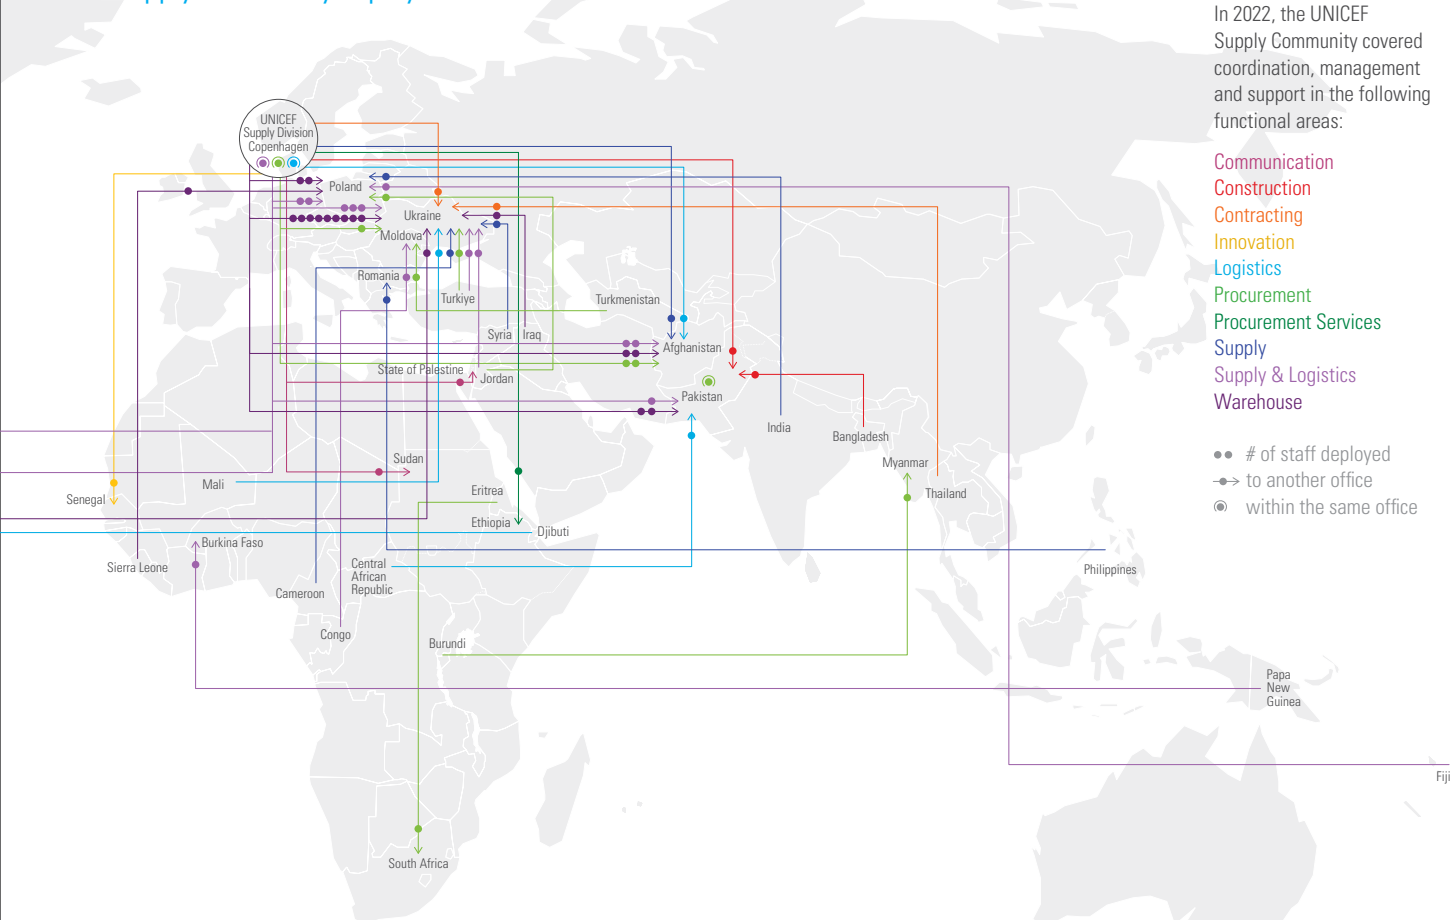 In 2022, the UNICEF
Supply Community covered
coordination, management
and support in the following
functional areas:
Communication
Construction
Contracting
Innovation
Logistics
Procurement
Procurement Services
Supply
Supply & Logistics
Warehouse
# of staff deployed
to another office
within the same office
UNICEF
Supply Division
Copenhagen
Poland
Ukraine
Moldova
Romania
Turkiye
Turkmenistan
Syria
Iraq
Afghanistan
State of Palestine
Jordan
Pakistan
India
Bangladesh
Myanmar
Thailand
Sudan
Mali
Senegal
Eritrea
Ethiopia
Djibuti
Burkina Faso
Sierra Leone
Central
African
Republic
Cameroon
Philippines
Congo
Burundi
Papa
New
Guinea
Fiji
South Africa